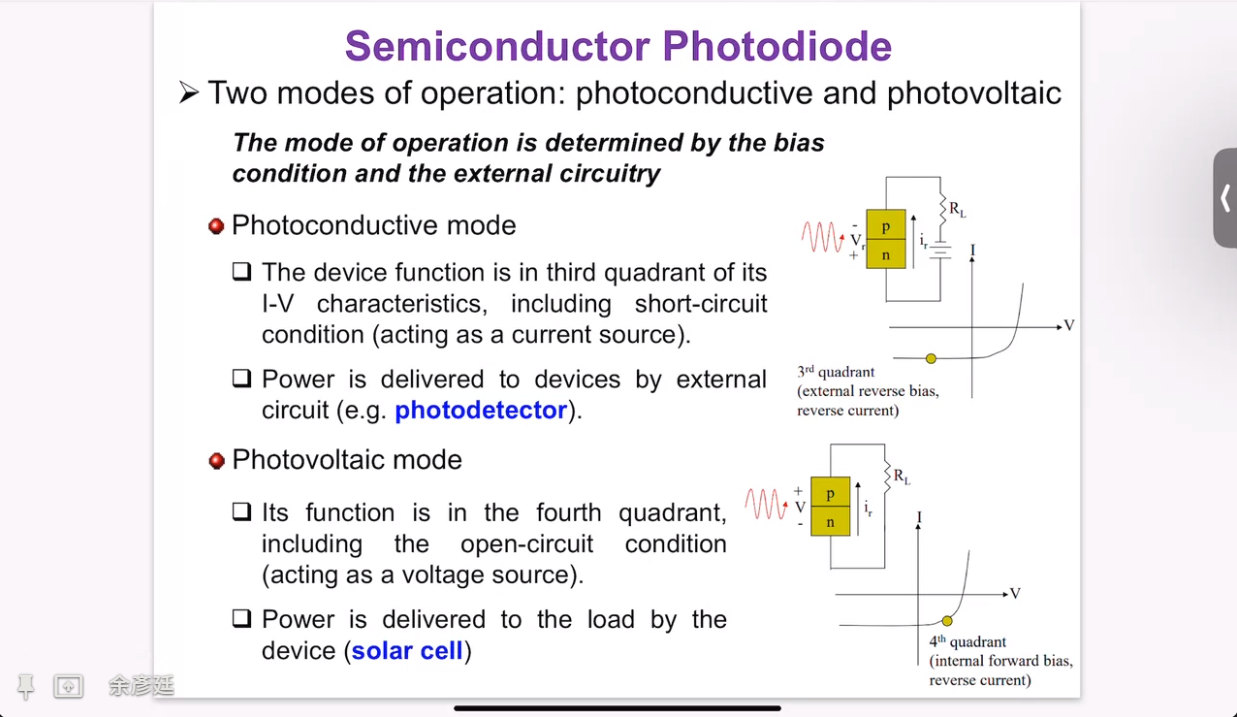 Semiconductor Photodiode
➢ Two modes of operation: photoconductive and photovoltaic
The mode of operation is determined by the bias
condition and the external circuitry
Photoconductive mode
❑ The device function is in third quadrant of its
I-V characteristics, including short-circuit
condition (acting as a current source).
❑ Power is delivered to devices by external
circuit (e.g. photodetector).
Photovoltaic mode
❑ Its function is in the fourth quadrant,
including the open-circuit condition
(acting as a voltage source).
❑ Power is delivered to the load by the
device (solar cell)
R_L
- p
V_r i_r
+ n
I
V
3rd quadrant
(external reverse bias,
reverse current)
R_L
+ p
V i_r
- n
I
V
4th quadrant
(internal forward bias,
reverse current)
余彦廷